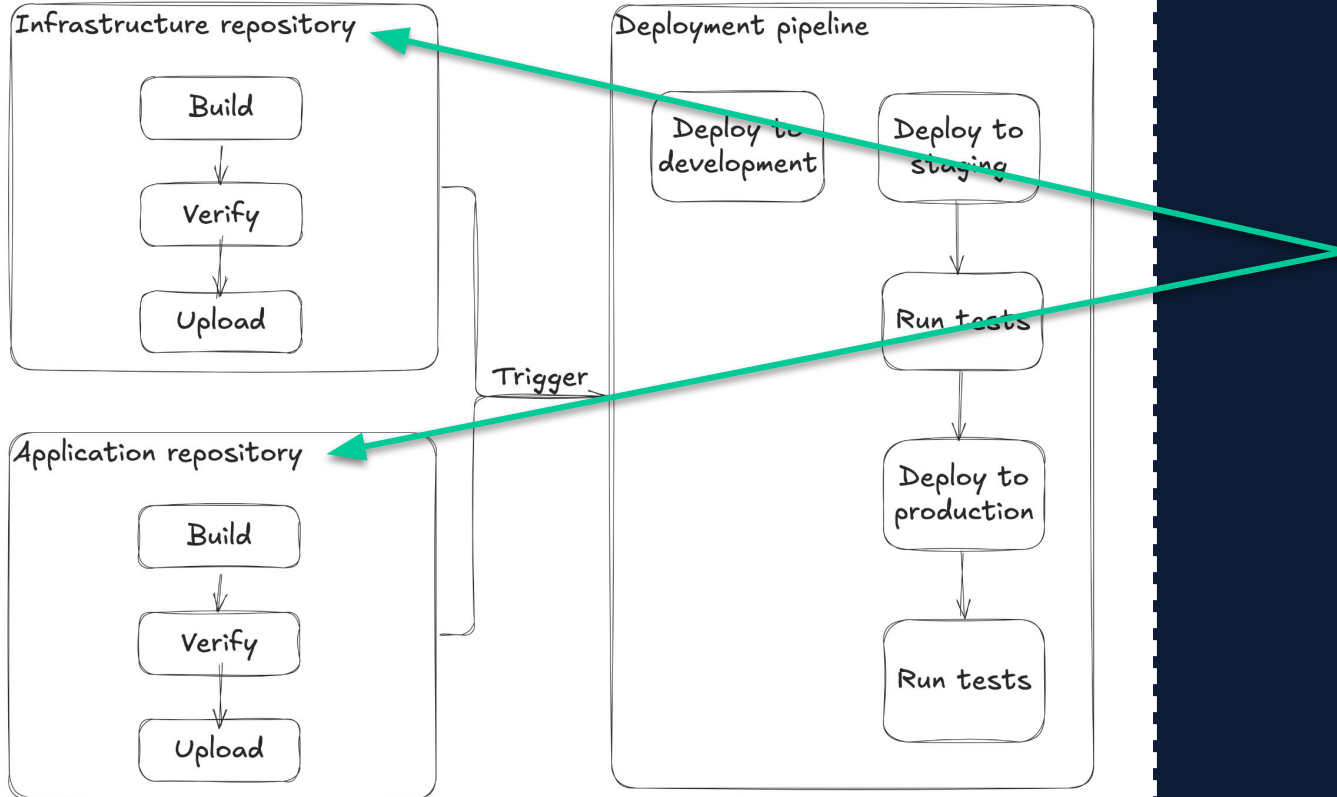 Infrastructure repository
Build
Verify
Upload
Application repository
Build
Verify
Upload
Trigger
Deployment pipeline
Deploy to
development
Deploy to
staging
Run tests
Deploy to
production
Run tests